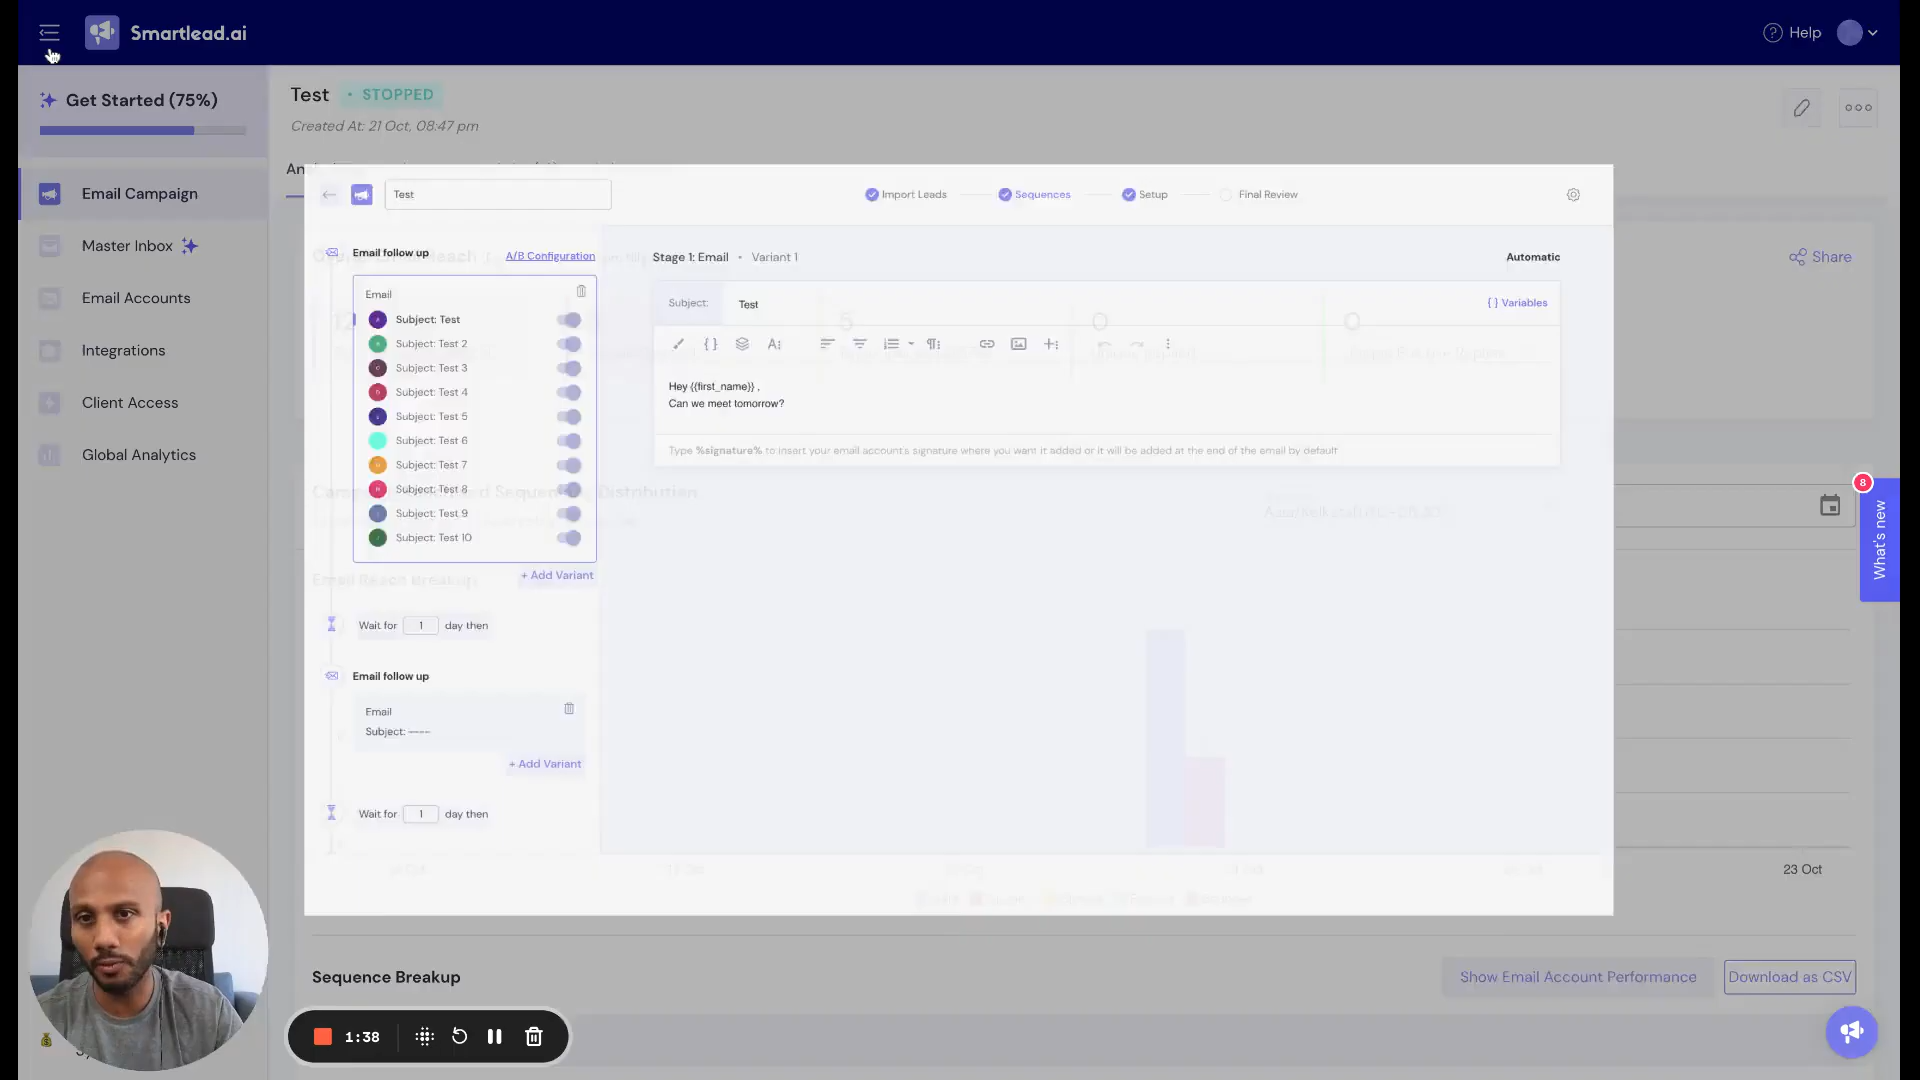 Smartlead.ai
Help
Get Started (75%)
Test • STOPPED
Created At: 21 Oct, 08:47 pm
Email Campaign
Master Inbox
Email Accounts
Integrations
Client Access
Global Analytics
Share
8
What's new
Test
Import Leads
Sequences
Setup
Final Review
Email follow up
A/B Configuration
Email
Subject: Test
Subject: Test 2
Subject: Test 3
Subject: Test 4
Subject: Test 5
Subject: Test 6
Subject: Test 7
Subject: Test 8
Subject: Test 9
Subject: Test 10
+ Add Variant
Wait for 1 day then
Email follow up
Email
Subject: ----
+ Add Variant
Wait for 1 day then
Stage 1: Email • Variant 1
Automatic
Subject: Test
{ } Variables
Hey {{first_name}} ,
Can we meet tomorrow?
Type %signature% to insert your email account's signature where you want it added or it will be added at the end of the email by default
Email Reach Breakup
23 Oct
Sequence Breakup
Show Email Account Performance
Download as CSV
1:38